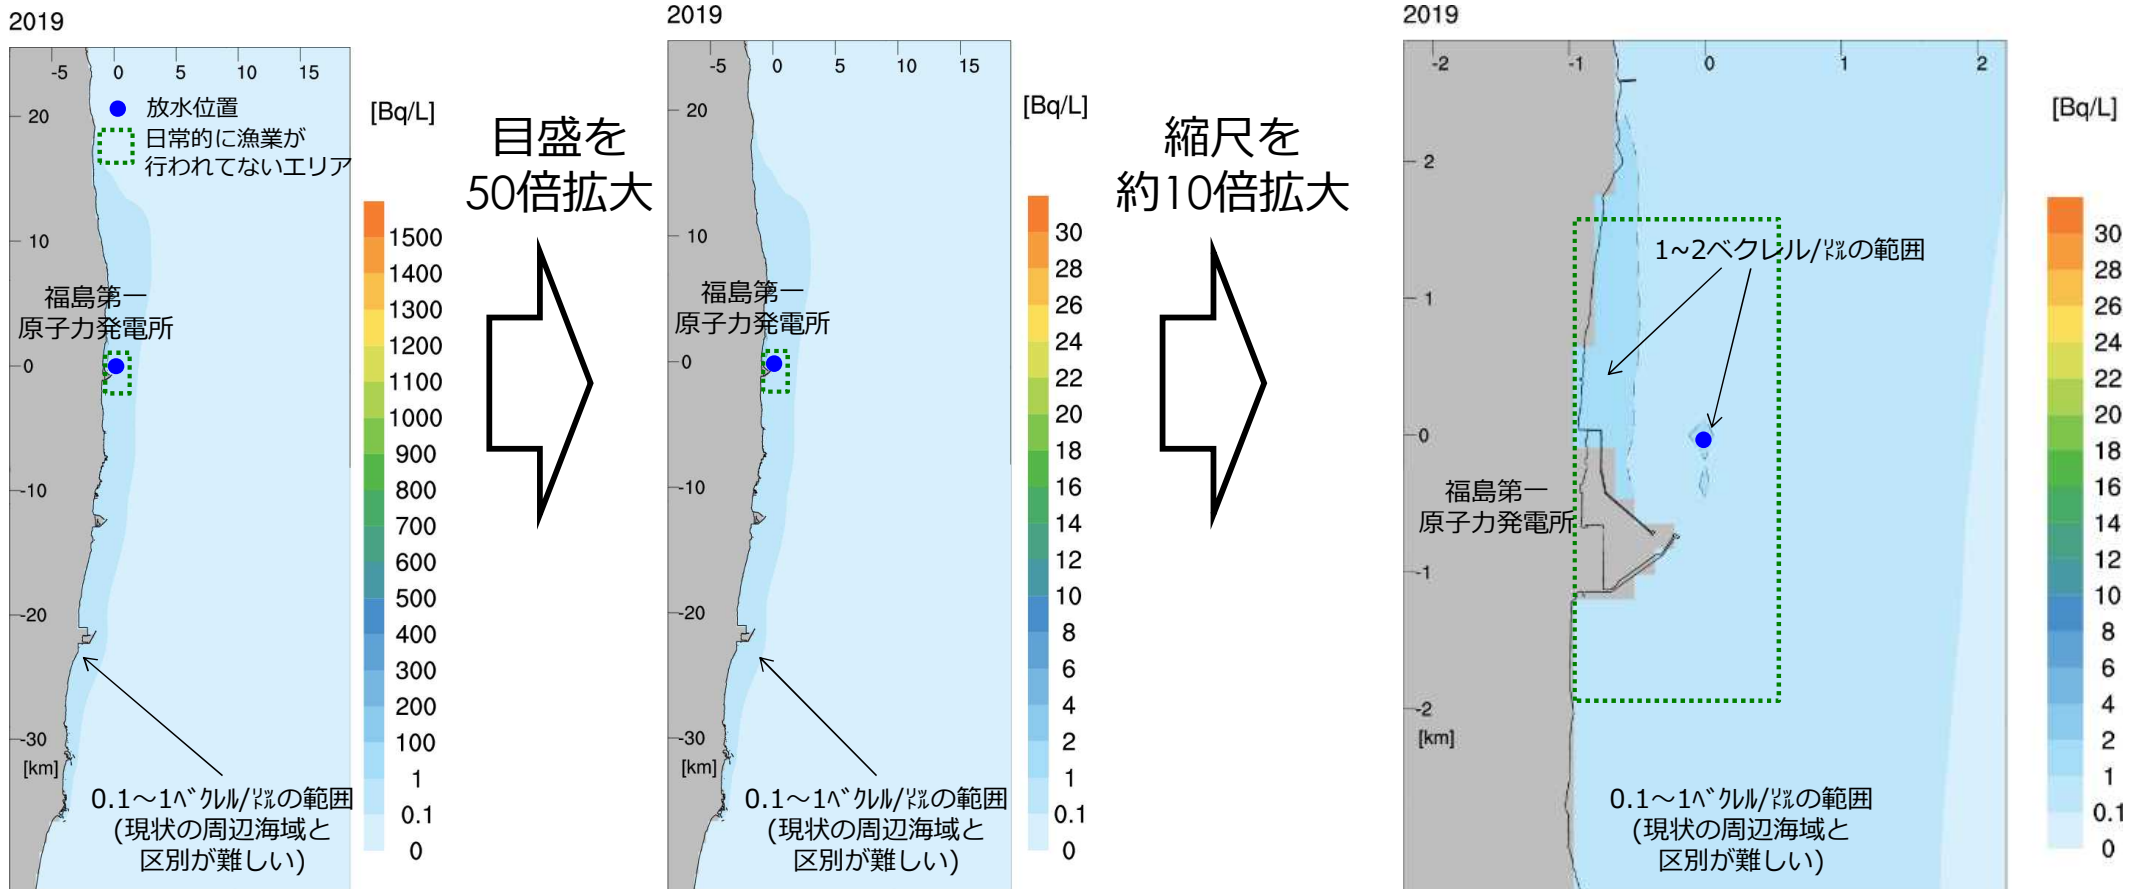 2019
-5 0 5 10 15
20
10
0
-10
-20
-30
[km]
放水位置
日常的に漁業が
行われてないエリア
福島第一
原子力発電所
0.1～1ﾍﾞｸﾚﾙ/㍑の範囲
(現状の周辺海域と
区別が難しい)
[Bq/L]
1500
1400
1300
1200
1100
1000
900
800
700
600
500
400
300
200
100
1
0.1
0
目盛を
50倍拡大
2019
-5 0 5 10 15
20
10
0
-10
-20
-30
[km]
福島第一
原子力発電所
0.1～1ﾍﾞｸﾚﾙ/㍑の範囲
(現状の周辺海域と
区別が難しい)
[Bq/L]
30
28
26
24
22
20
18
16
14
12
10
8
6
4
2
1
0.1
0
縮尺を
約10倍拡大
2019
-2 -1 0 1 2
2
1
0
-1
-2
[km]
1~2ベクレル/㍑の範囲
福島第一
原子力発電所
0.1～1ﾍﾞｸﾚﾙ/㍑の範囲
(現状の周辺海域と
区別が難しい)
[Bq/L]
30
28
26
24
22
20
18
16
14
12
10
8
6
4
2
1
0.1
0